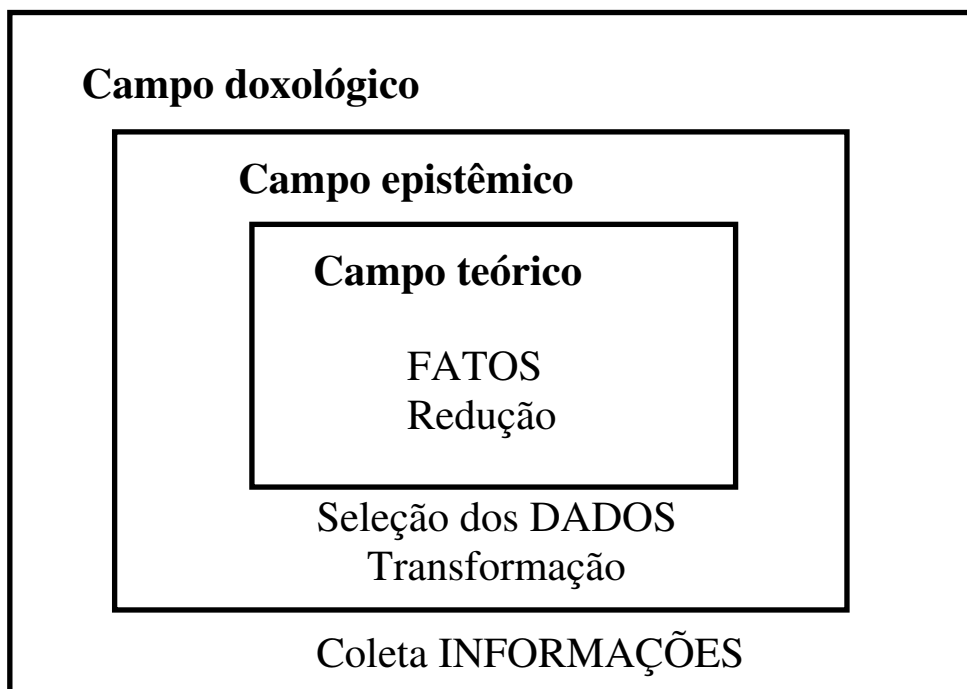 Campo doxológico
Campo epistêmico
Campo teórico
FATOS
Redução
Seleção dos DADOS
Transformação
Coleta INFORMAÇÕES